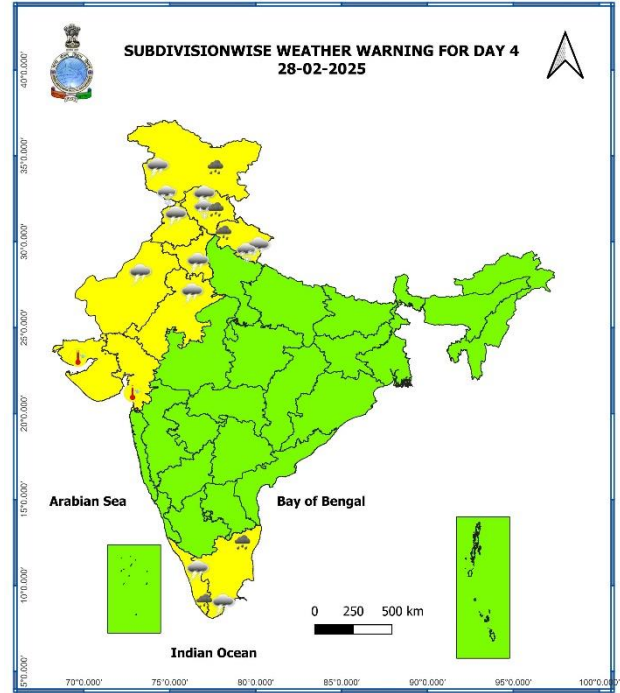 SUBDIVISIONWISE WEATHER WARNING FOR DAY 4
28-02-2025
40°0.000'
35°0.000'
30°0.000'
25°0.000'
20°0.000'
15°0.000'
10°0.000'
5°0.000'
Arabian Sea
Bay of Bengal
0 250 500 km
Indian Ocean
70°0.000' 75°0.000' 80°0.000' 85°0.000' 90°0.000' 95°0.000' 100°0.000'